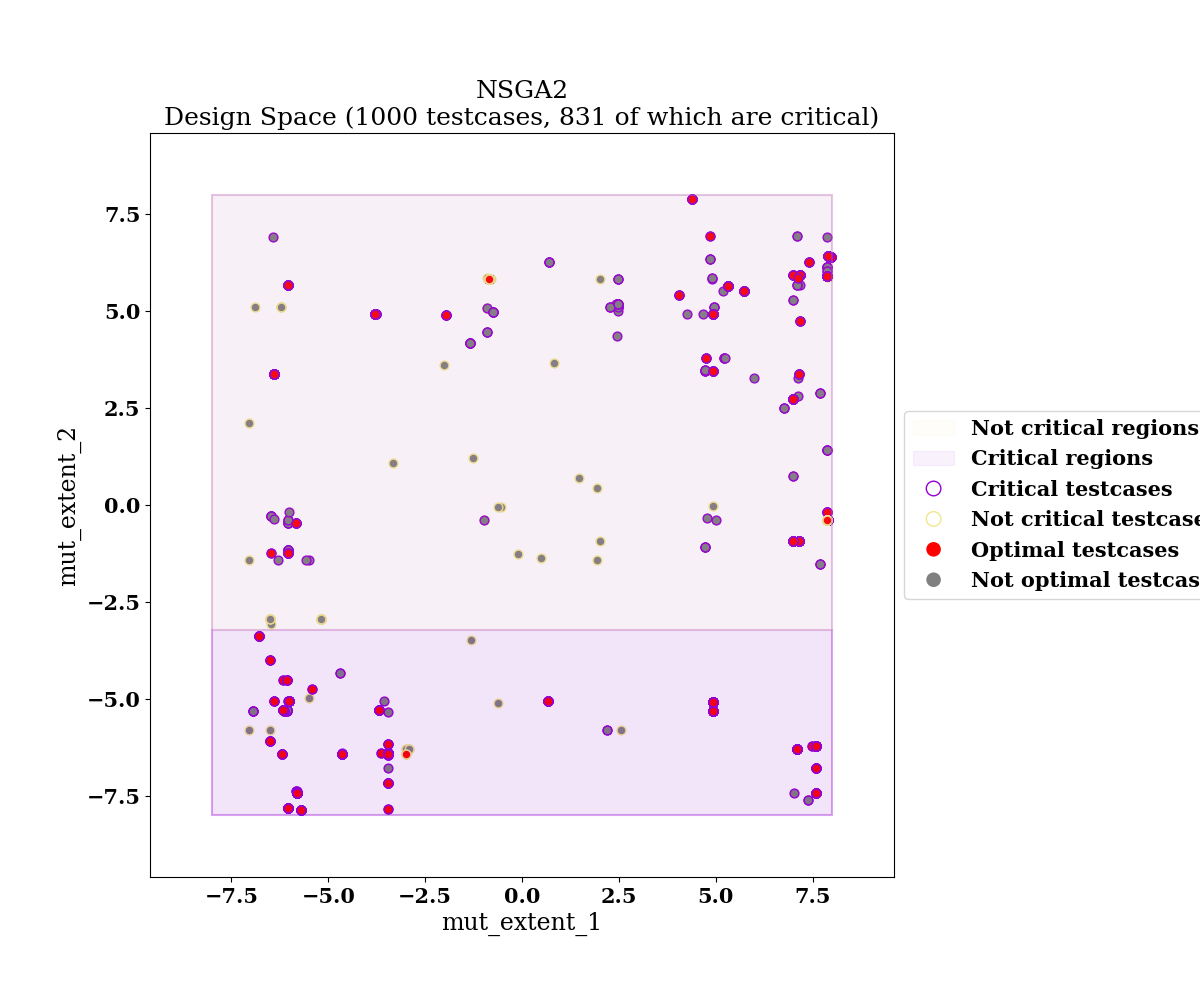 NSGA2
Design Space (1000 testcases, 831 of which are critical)
mut_extent_2
7.5
5.0
2.5
0.0
−2.5
−5.0
−7.5
−7.5 −5.0 −2.5 0.0 2.5 5.0 7.5
mut_extent_1
Not critical regions
Critical regions
Critical testcases
Not critical testcase
Optimal testcases
Not optimal testcas